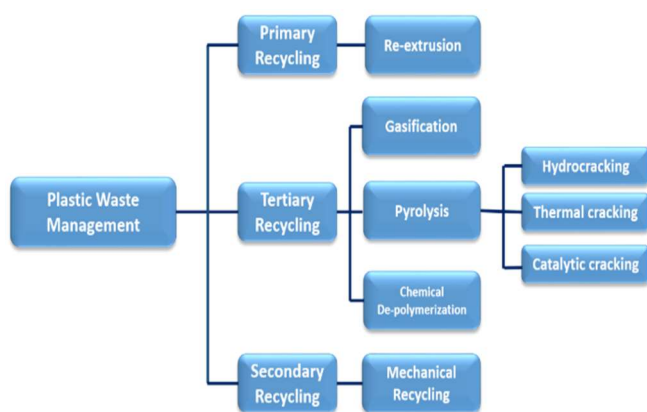 Primary
Recycling
Re-extrusion
Gasification
Hydrocracking
Plastic Waste
Management
Tertiary
Recycling
Pyrolysis
Thermal cracking
Catalytic cracking
Chemical
De-polymerization
Secondary
Recycling
Mechanical
Recycling